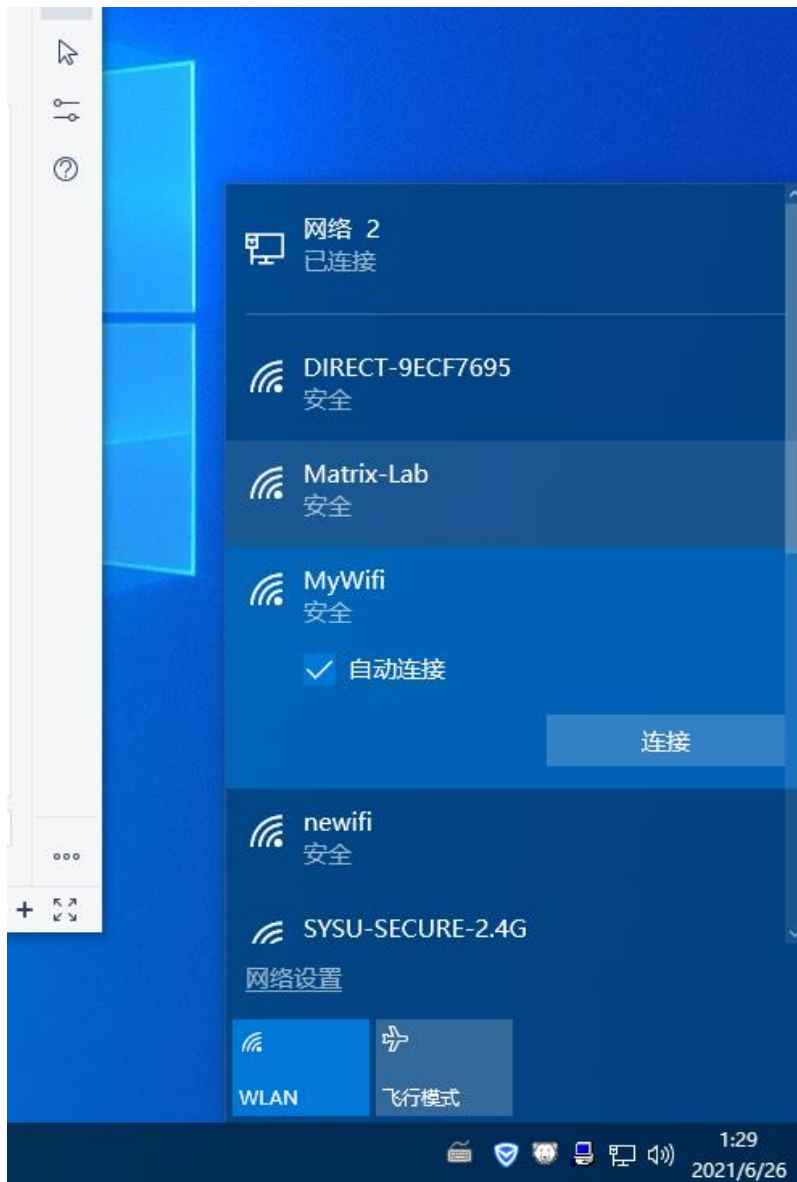 网络 2
已连接
DIRECT-9ECF7695
安全
Matrix-Lab
安全
MyWifi
安全
自动连接
连接
newifi
安全
SYSU-SECURE-2.4G
网络设置
WLAN
飞行模式
1:29
2021/6/26